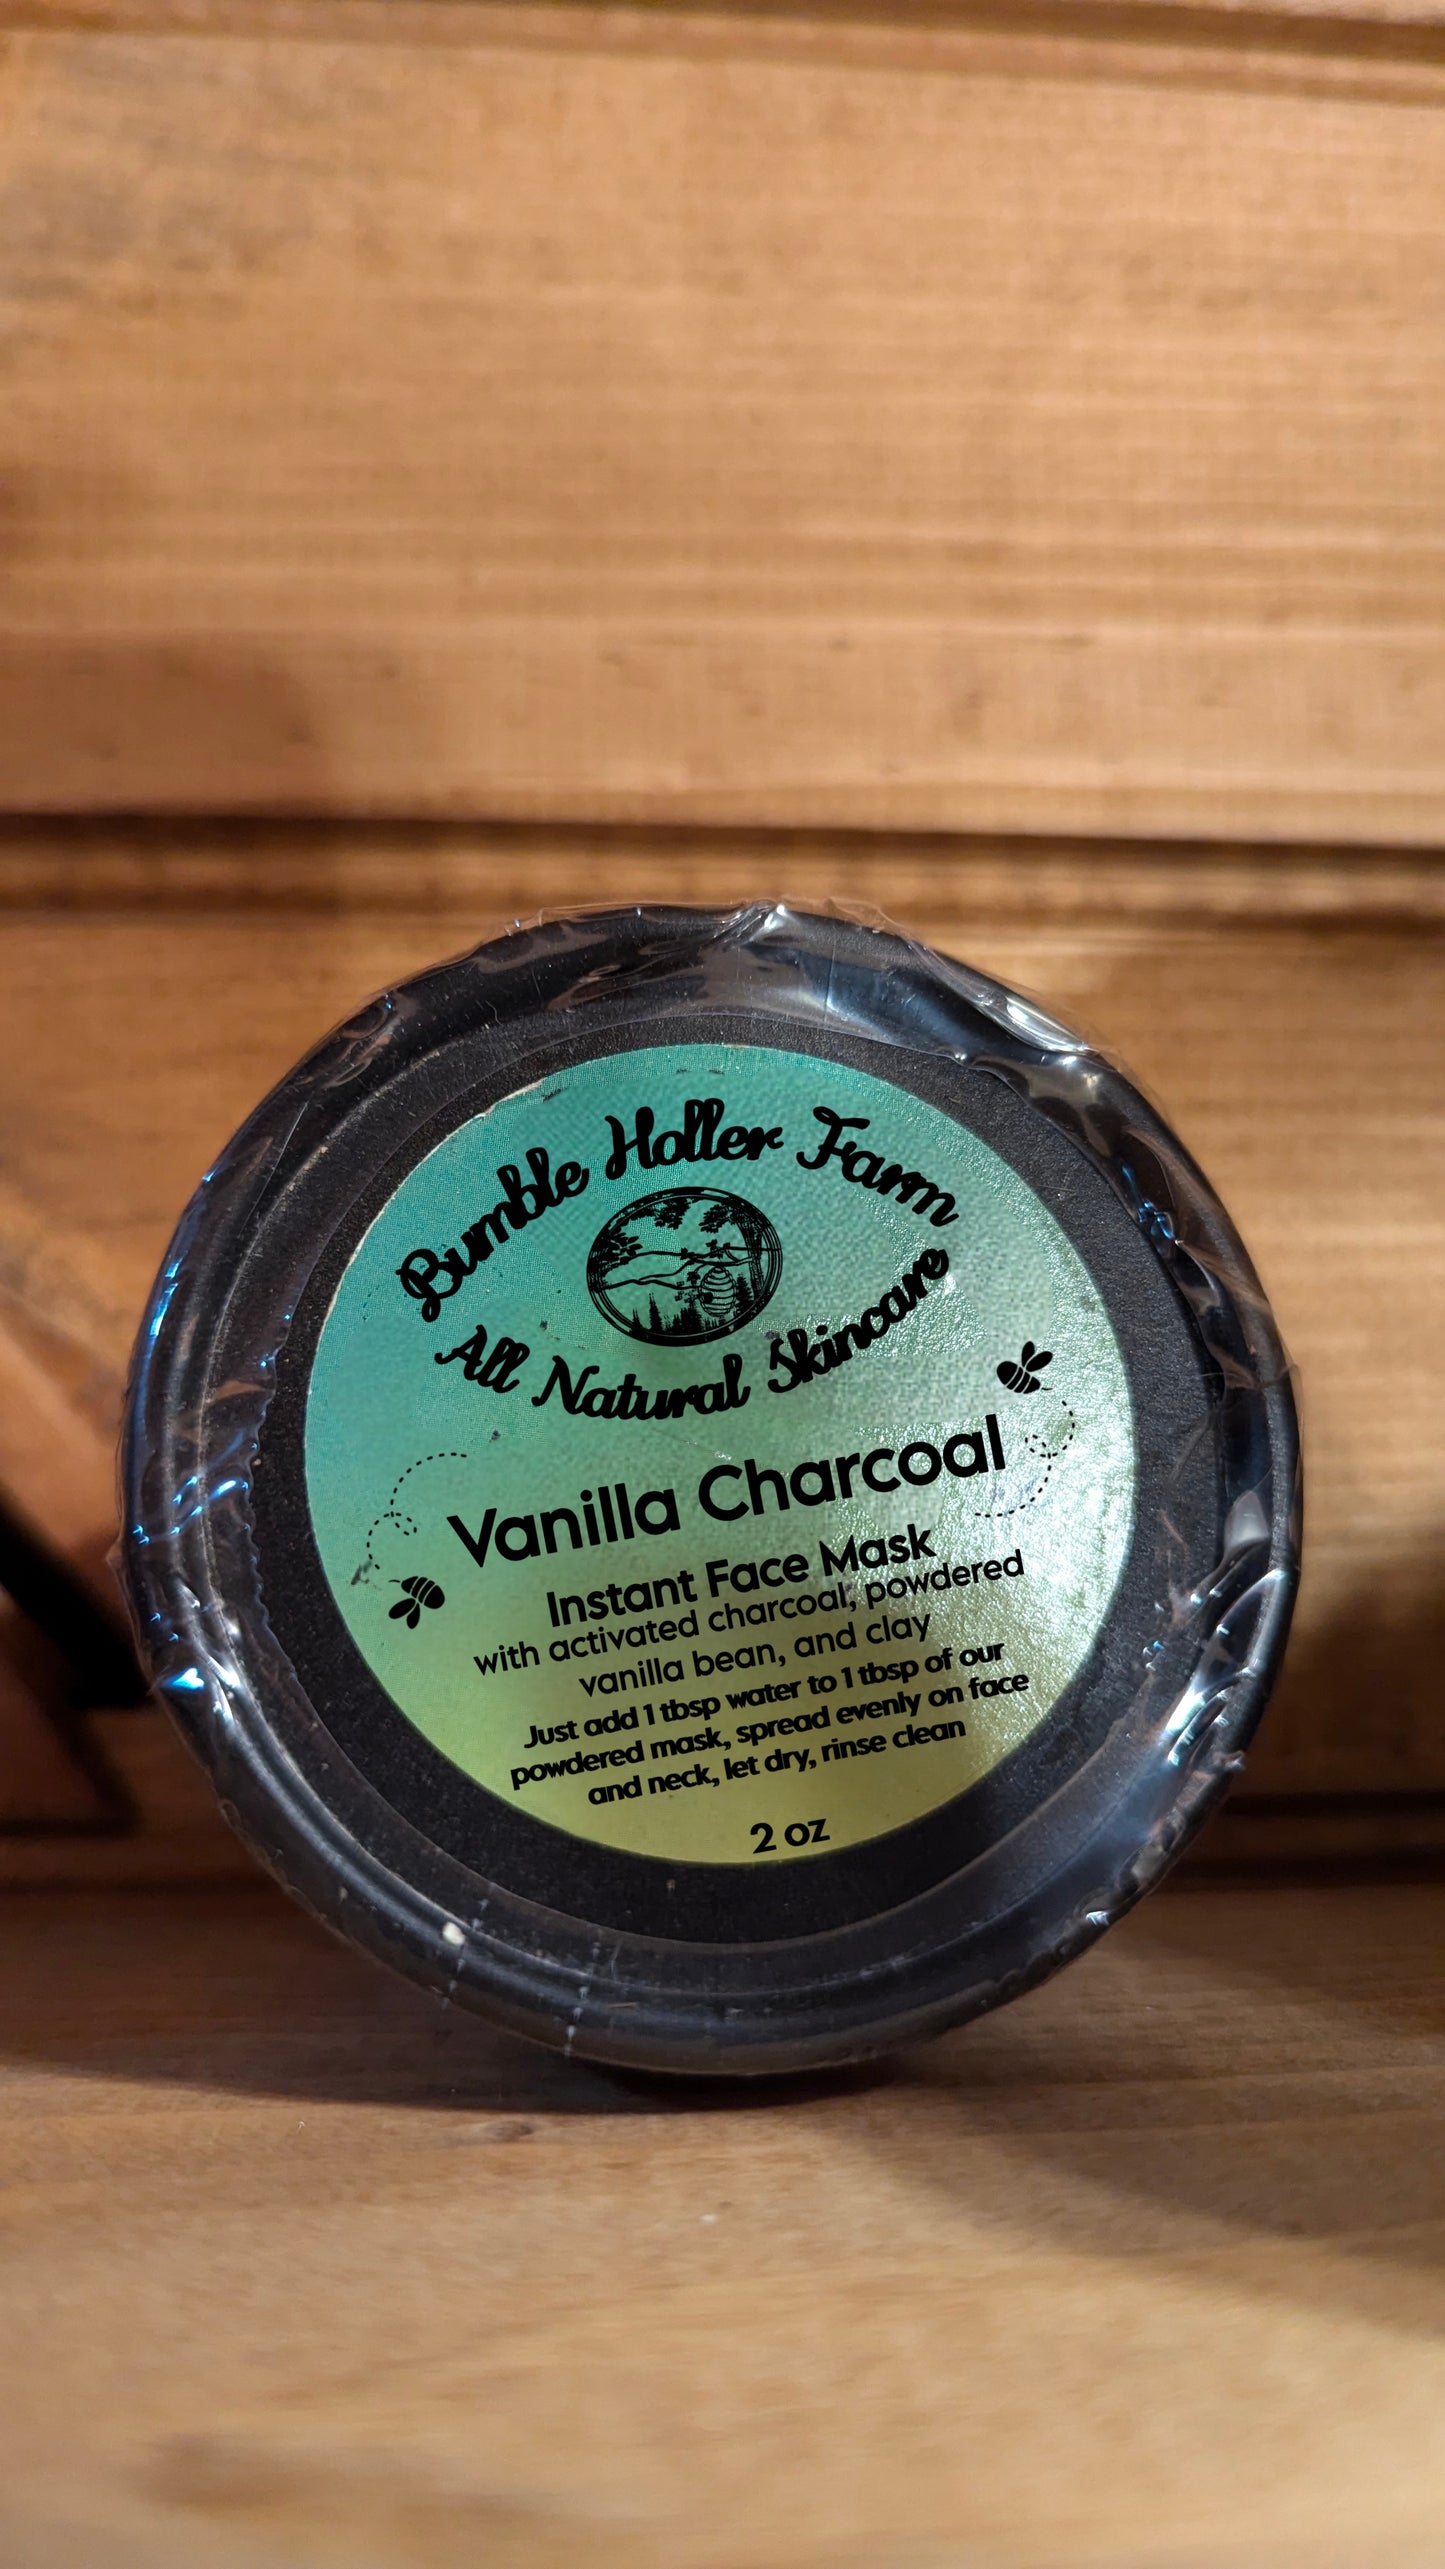 Bumble Holler Farm
All Natural Skincare
Vanilla Charcoal
Instant Face Mask
with activated charcoal, powdered
vanilla bean, and clay
Just add 1 tbsp water to 1 tbsp of our
powdered mask, spread evenly on face
and neck, let dry, rinse clean
2 oz